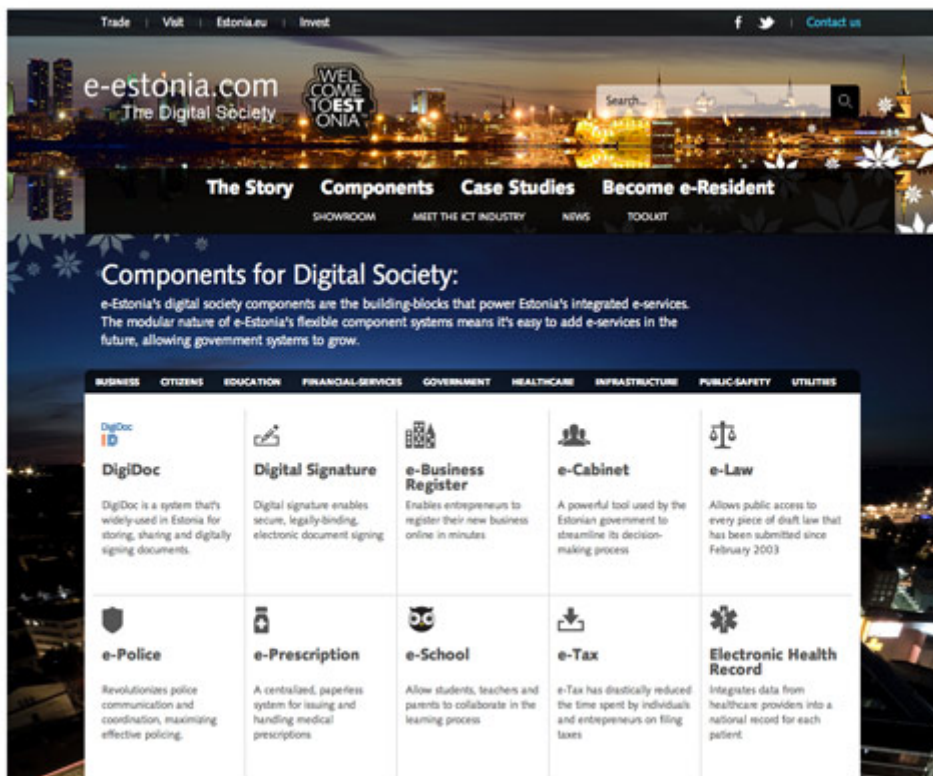 Trade | Visit | Estonia.eu | Invest
Contact us
e-estonia.com
The Digital Society
WEL
COME
TO EST
ONIA
Search...
The Story Components Case Studies Become e-Resident
SHOWROOM MEET THE ICT INDUSTRY NEWS TOOLKIT
Components for Digital Society:
e-Estonia's digital society components are the building-blocks that power Estonia's integrated e-services.
The modular nature of e-Estonia's flexible component systems means it's easy to add e-services in the
future, allowing government systems to grow.
BUSINESS CITIZENS EDUCATION FINANCIAL-SERVICES GOVERNMENT HEALTHCARE INFRASTRUCTURE PUBLIC-SAFETY UTILITIES
DigiDoc
ID
DigiDoc
DigiDoc is a system that's
widely-used in Estonia for
storing, sharing and digitally
signing documents.
Digital Signature
Digital signature enables
secure, legally-binding,
electronic document signing
e-Business
Register
Enables entrepreneurs to
register their new business
online in minutes
e-Cabinet
A powerful tool used by the
Estonian government to
streamline its decision-
making process
e-Law
Allows public access to
every piece of draft law that
has been submitted since
February 2003
e-Police
Revolutionizes police
communication and
coordination, maximizing
effective policing.
e-Prescription
A centralized, paperless
system for issuing and
handling medical
prescriptions
e-School
Allow students, teachers and
parents to collaborate in the
learning process
e-Tax
e-Tax has drastically reduced
the time spent by individuals
and entrepreneurs on filing
taxes
Electronic Health
Record
Integrates data from
healthcare providers into a
national record for each
patient